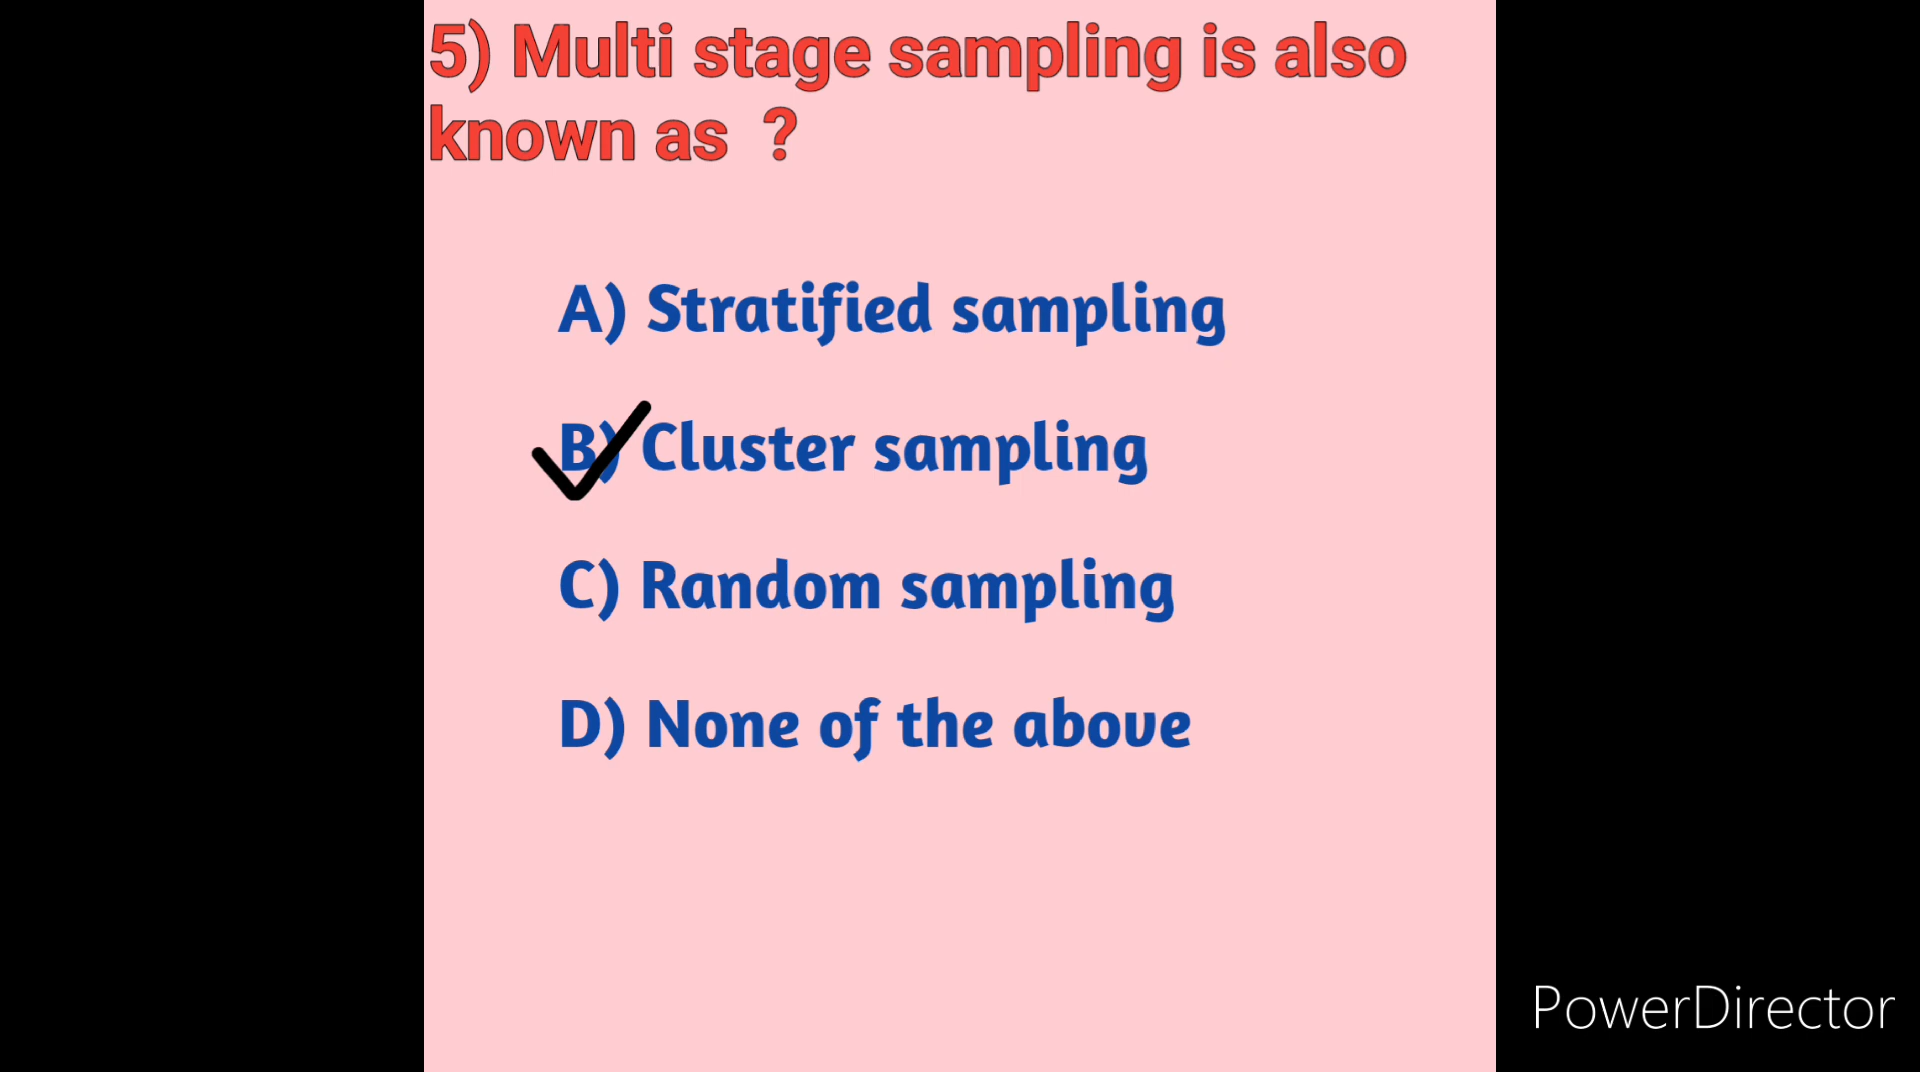 5) Multi stage sampling is also
known as ?
A) Stratified sampling
B) Cluster sampling
C) Random sampling
D) None of the above
PowerDirector